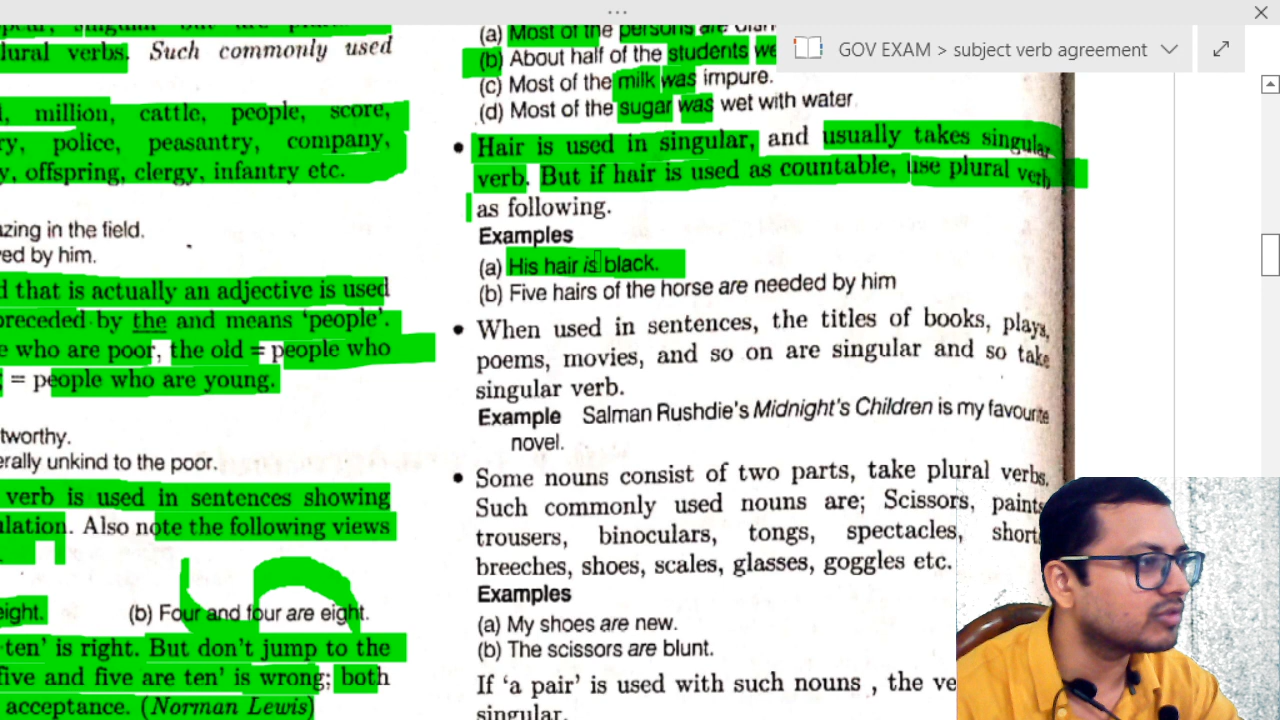 GOV EXAM > subject verb agreement
lural verbs. Such commonly used
million, cattle, people, score,
ry, police, peasantry, company,
y, offspring, clergy, infantry etc.
azing in the field.
ved by him.
d that is actually an adjective is used
preceded by the and means 'people'.
e who are poor, the old = people who
= people who are young.
tworthy.
erally unkind to the poor.
verb is used in sentences showing
lation. Also note the following views
eight. (b) Four and four are eight.
ten' is right. But don't jump to the
five and five are ten' is wrong; both
acceptance. (Norman Lewis)
(a) Most of the persons are
(b) About half of the students we
(c) Most of the milk was impure.
(d) Most of the sugar was wet with water
• Hair is used in singular, and usually takes singular
verb. But if hair is used as countable, use plural verb
as following.
Examples
(a) His hair is black.
(b) Five hairs of the horse are needed by him
• When used in sentences, the titles of books, plays,
poems, movies, and so on are singular and so take
singular verb.
Example Salman Rushdie's Midnight's Children is my favourite
novel.
• Some nouns consist of two parts, take plural verbs.
Such commonly used nouns are; Scissors, paints
trousers, binoculars, tongs, spectacles, short
breeches, shoes, scales, glasses, goggles etc.
Examples
(a) My shoes are new.
(b) The scissors are blunt.
If 'a pair' is used with such nouns , the ve
singular.